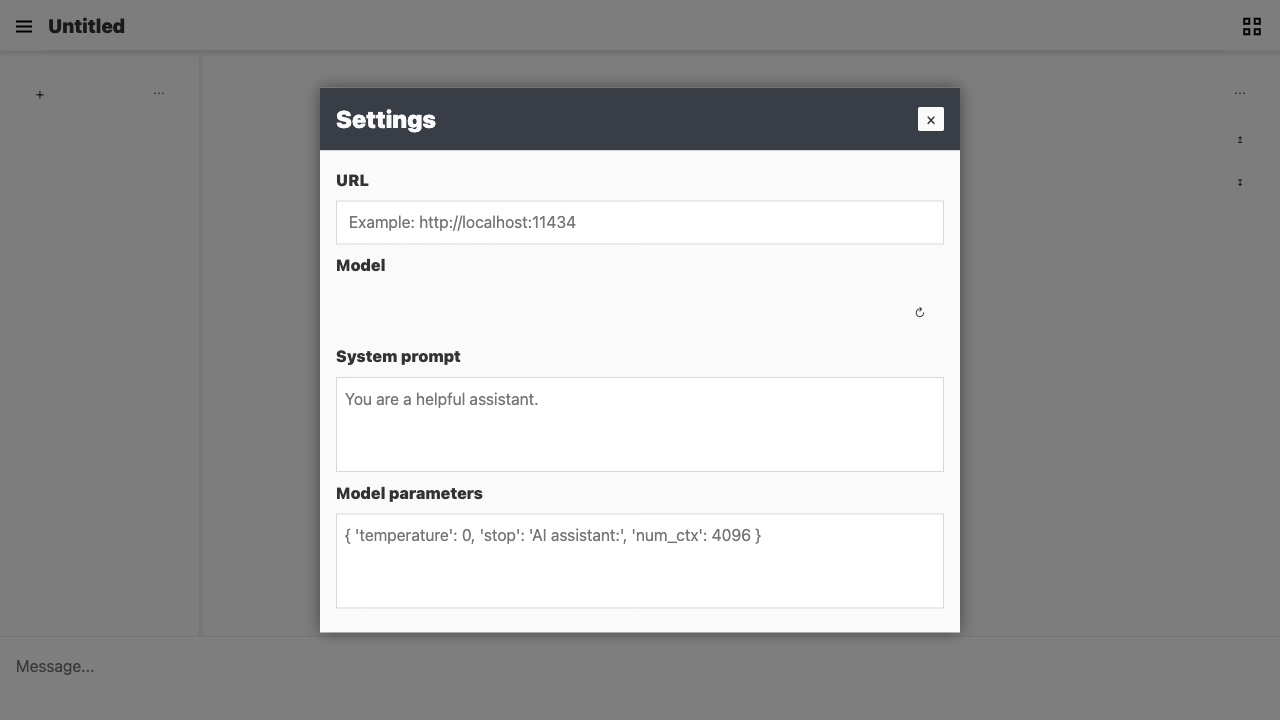 Untitled
+
...
...
Settings
×
URL
Example: http://localhost:11434
Model
↻
System prompt
You are a helpful assistant.
Model parameters
{ 'temperature': 0, 'stop': 'AI assistant:', 'num_ctx': 4096 }
Message...